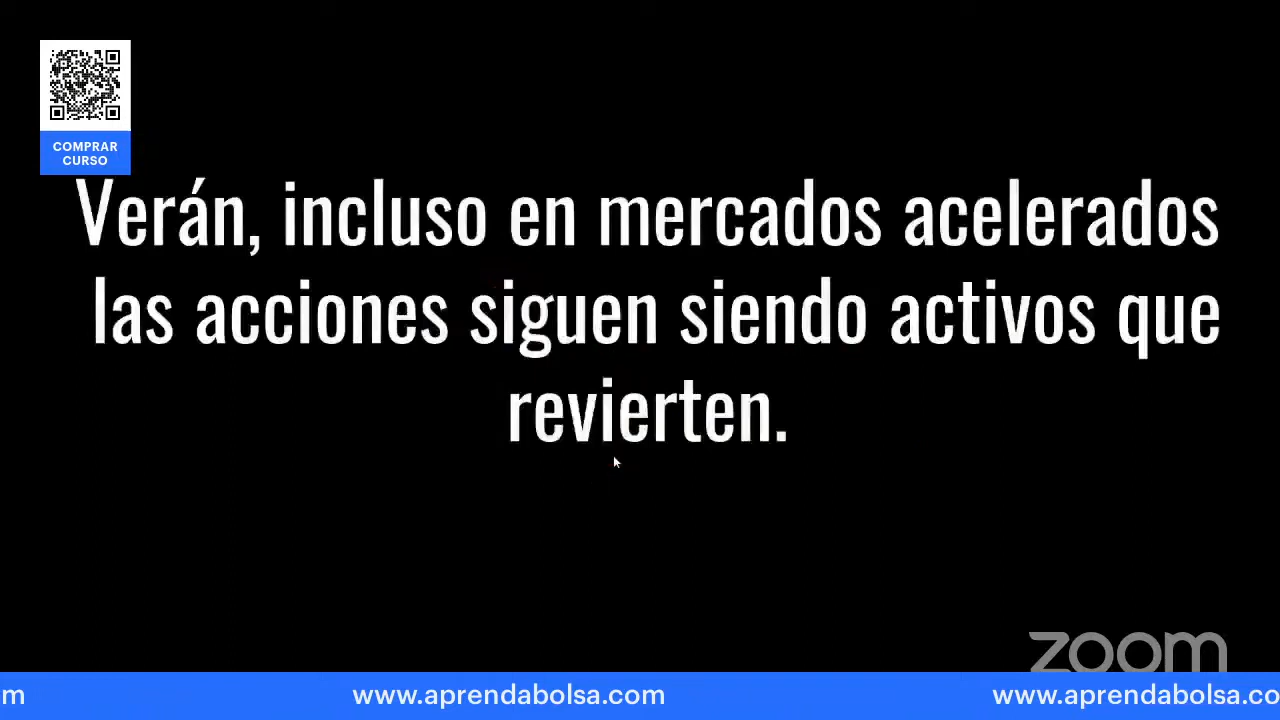 COMPRAR
CURSO
Verán, incluso en mercados acelerados
las acciones siguen siendo activos que
revierten.
zoom
m www.aprendabolsa.com www.aprendabolsa.co